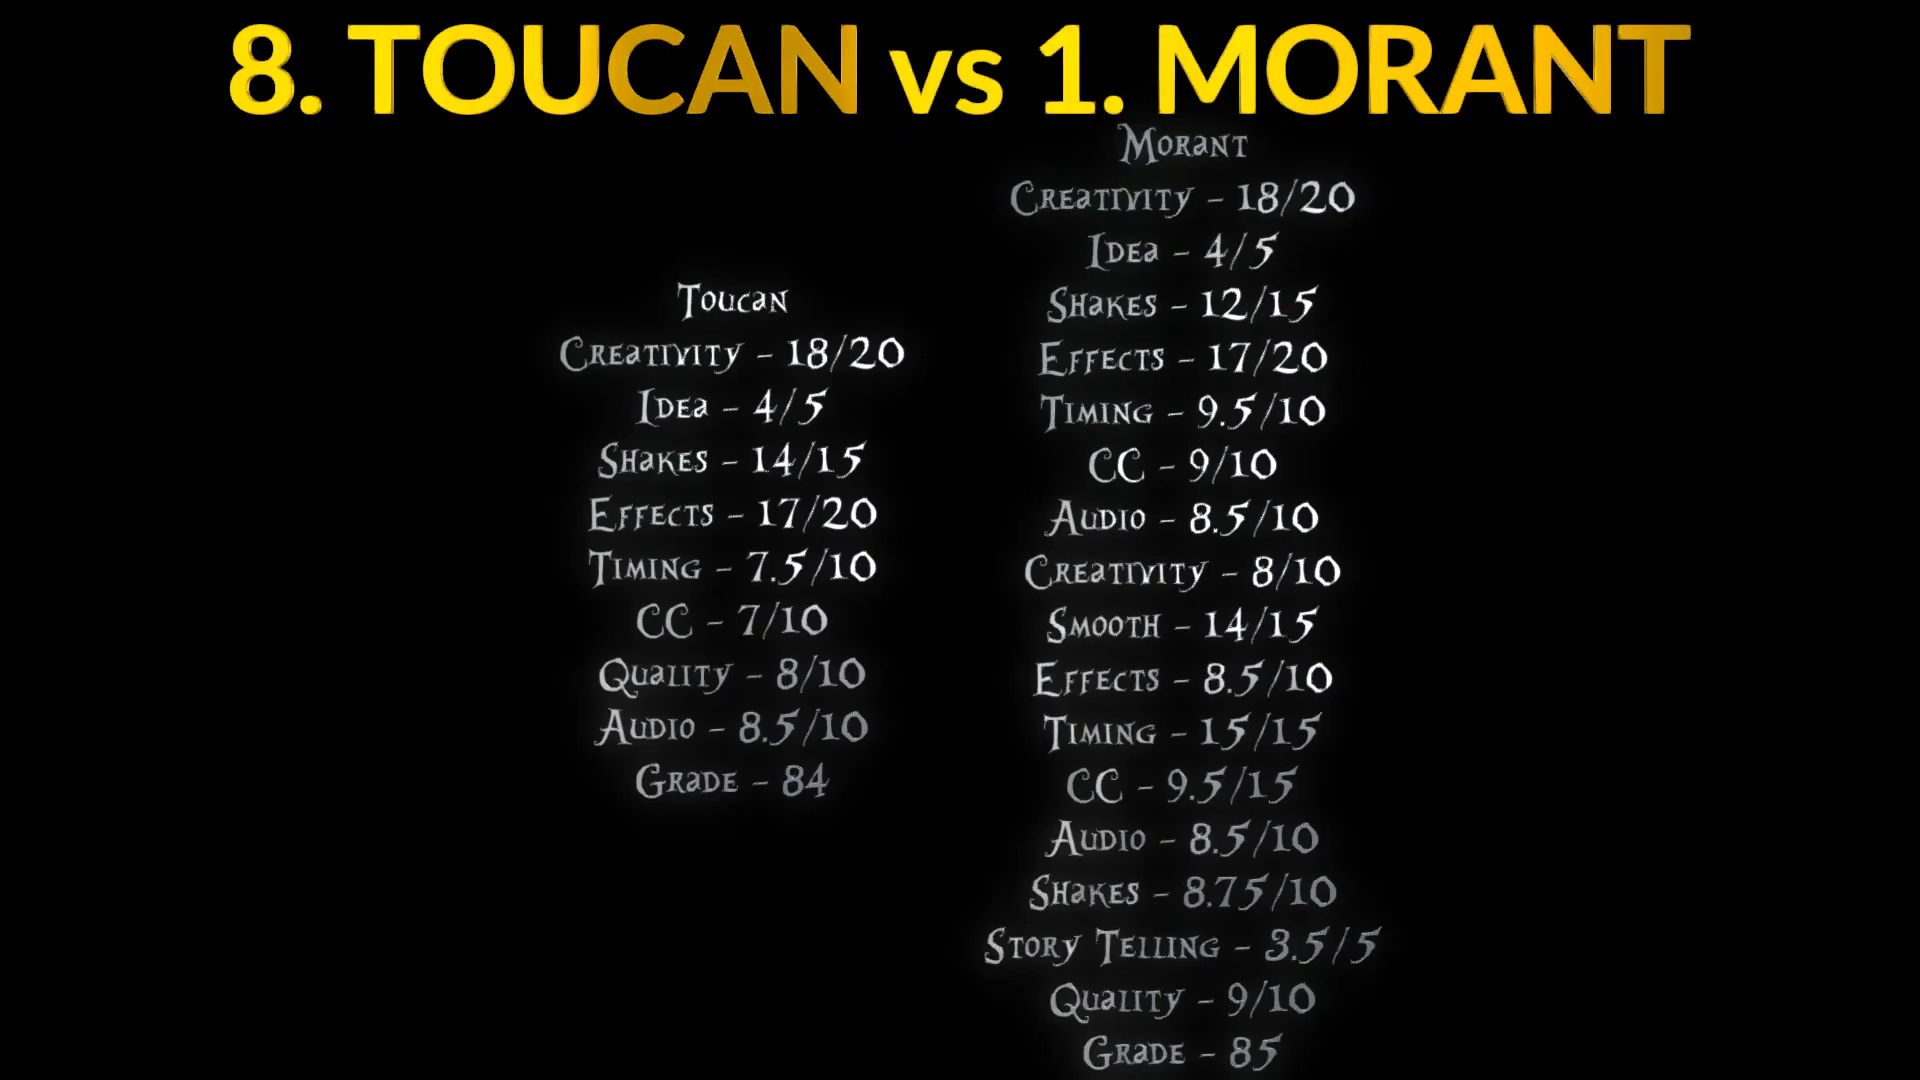 8. TOUCAN vs 1. MORANT
Toucan
Creativity - 18/20
Idea - 4/5
Shakes - 14/15
Effects - 17/20
Timing - 7.5/10
CC - 7/10
Quality - 8/10
Audio - 8.5/10
Grade - 84
Morant
Creativity - 18/20
Idea - 4/5
Shakes - 12/15
Effects - 17/20
Timing - 9.5/10
CC - 9/10
Audio - 8.5/10
Creativity - 8/10
Smooth - 14/15
Effects - 8.5/10
Timing - 15/15
CC - 9.5/15
Audio - 8.5/10
Shakes - 8.75/10
Story Telling - 3.5/5
Quality - 9/10
Grade - 85